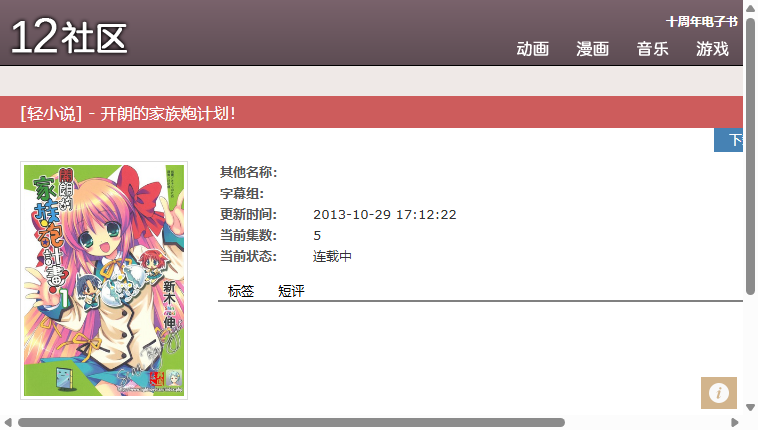 12社区
十周年电子书
动画 漫画 音乐 游戏
[轻小说] - 开朗的家族炮计划!
其他名称:
字幕组:
更新时间: 2013-10-29 17:12:22
当前集数: 5
当前状态: 连载中
标签 短评
開朗的
家族砲計畫!
1
新木
伸